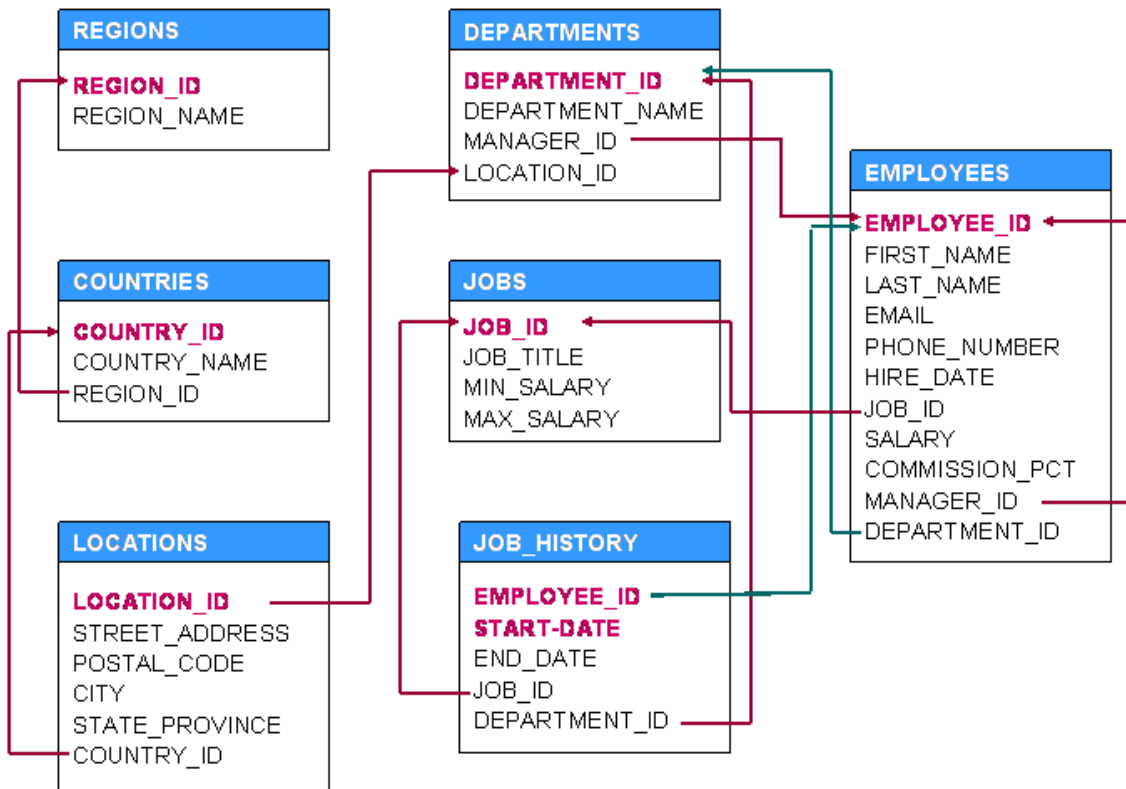 REGIONS
REGION_ID
REGION_NAME
DEPARTMENTS
DEPARTMENT_ID
DEPARTMENT_NAME
MANAGER_ID
LOCATION_ID
EMPLOYEES
EMPLOYEE_ID
FIRST_NAME
LAST_NAME
EMAIL
PHONE_NUMBER
HIRE_DATE
JOB_ID
SALARY
COMMISSION_PCT
MANAGER_ID
DEPARTMENT_ID
COUNTRIES
COUNTRY_ID
COUNTRY_NAME
REGION_ID
JOBS
JOB_ID
JOB_TITLE
MIN_SALARY
MAX_SALARY
LOCATIONS
LOCATION_ID
STREET_ADDRESS
POSTAL_CODE
CITY
STATE_PROVINCE
COUNTRY_ID
JOB_HISTORY
EMPLOYEE_ID
START-DATE
END_DATE
JOB_ID
DEPARTMENT_ID